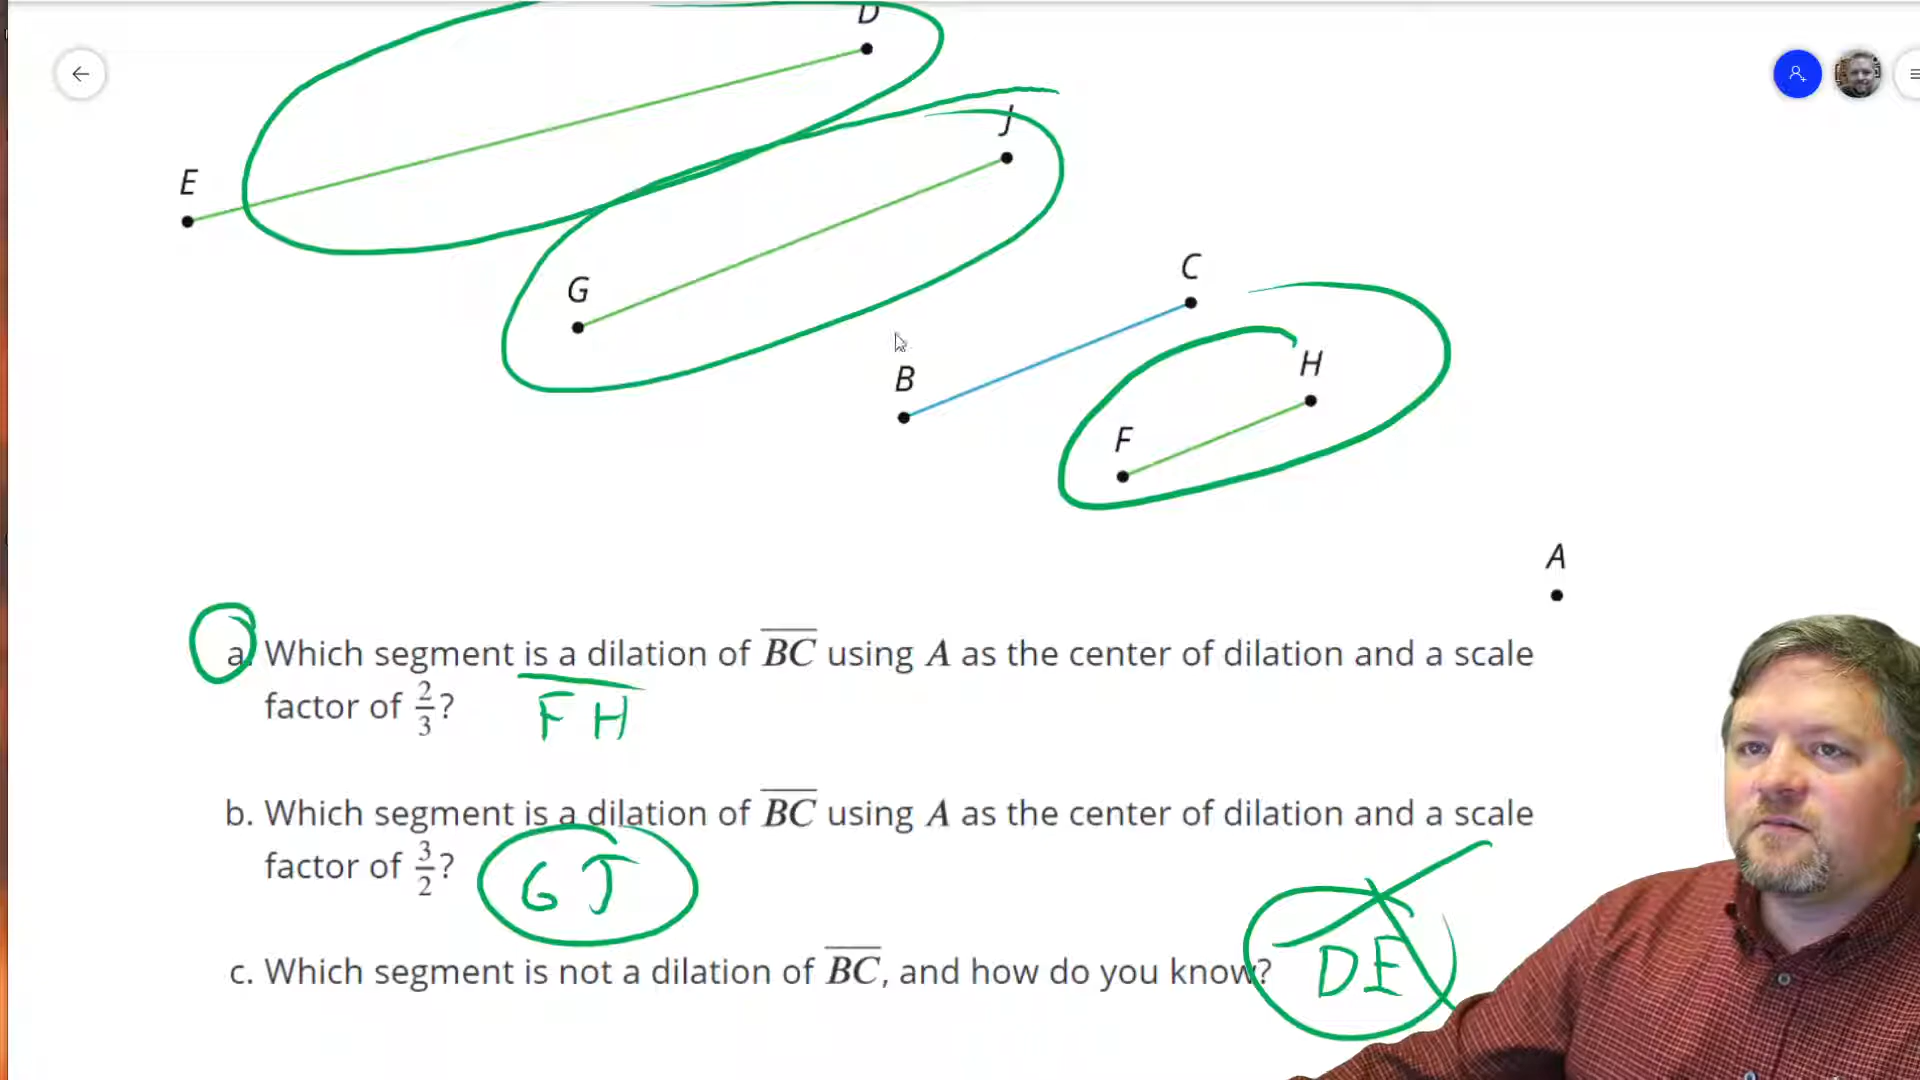 D
J
E
G
C
B
H
F
A
a. Which segment is a dilation of BC using A as the center of dilation and a scale
factor of 2/3? FH
b. Which segment is a dilation of BC using A as the center of dilation and a scale
factor of 3/2? GJ
c. Which segment is not a dilation of BC, and how do you know? DE